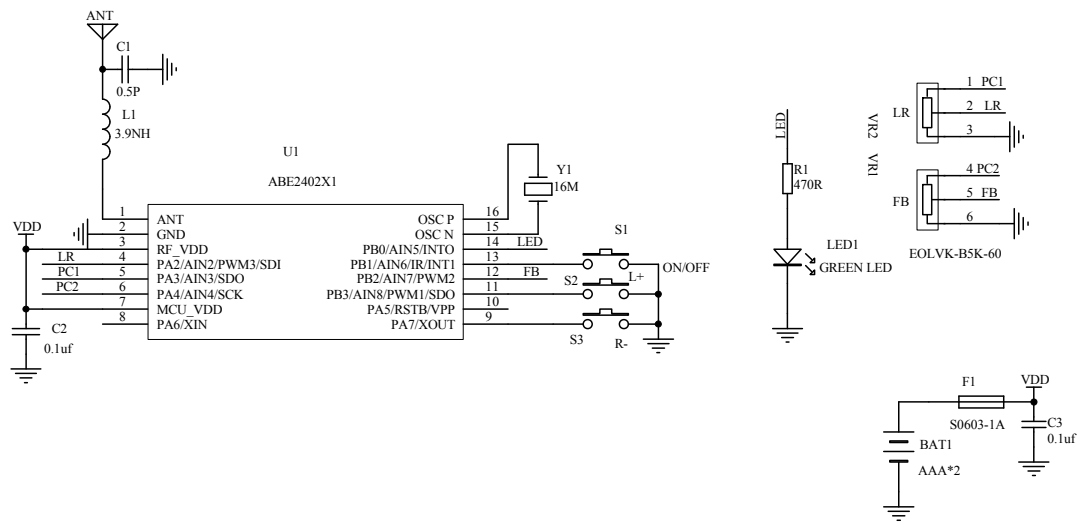 ANT
C1
0.5P
L1
3.9NH
U1
ABE2402X1
Y1
16M
1 ANT
2 GND
3 RF_VDD
4 PA2/AIN2/PWM3/SDI
5 PA3/AIN3/SDO
6 PA4/AIN4/SCK
7 MCU_VDD
8 PA6/XIN
OSC P 16
OSC N 15
PB0/AIN5/INTO 14
PB1/AIN6/IR/INT1 13
PB2/AIN7/PWM2 12
PB3/AIN8/PWM1/SDO 11
PA5/RSTB/VPP 10
PA7/XOUT 9
VDD
LR
PC1
PC2
C2
0.1uf
LED
FB
S1
ON/OFF
S2
L+
S3
R-
LED
R1
470R
LED1
GREEN LED
VR2
VR1
LR
1 PC1
2 LR
3
FB
4 PC2
5 FB
6
EOLVK-B5K-60
F1
S0603-1A
VDD
C3
0.1uf
BAT1
AAA*2